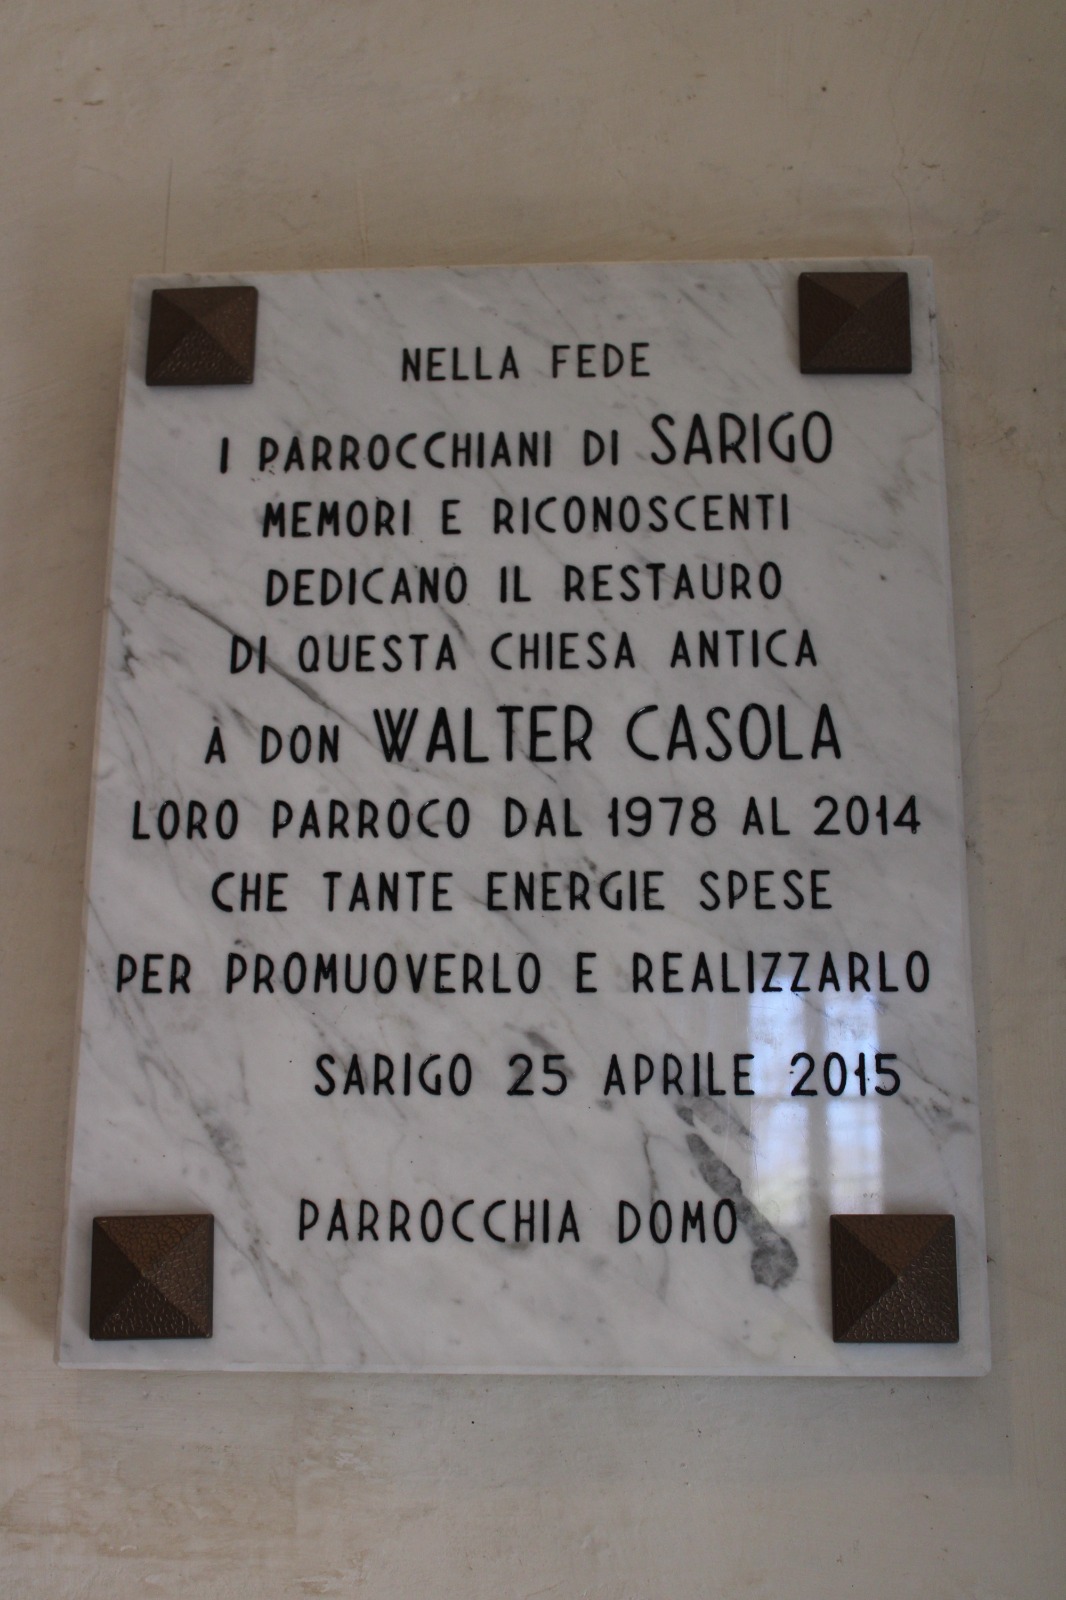 NELLA FEDE
I PARROCCHIANI DI SARIGO
MEMORI E RICONOSCENTI
DEDICANO IL RESTAURO
DI QUESTA CHIESA ANTICA
A DON WALTER CASOLA
LORO PARROCO DAL 1978 AL 2014
CHE TANTE ENERGIE SPESE
PER PROMUOVERLO E REALIZZARLO
SARIGO 25 APRILE 2015
PARROCCHIA DOMO